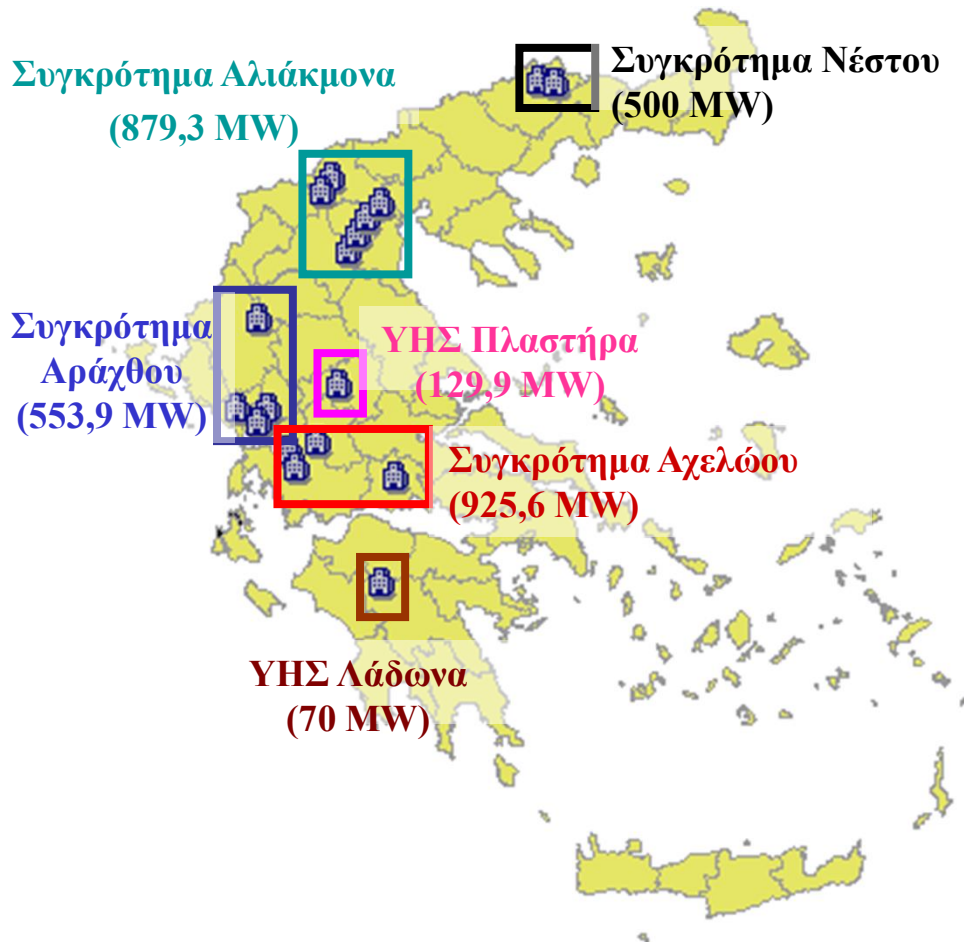 Συγκρότημα Αλιάκμονα
(879,3 MW)
Συγκρότημα Νέστου
(500 MW)
Συγκρότημα
Αράχθου
(553,9 MW)
ΥΗΣ Πλαστήρα
(129,9 MW)
Συγκρότημα Αχελώου
(925,6 MW)
ΥΗΣ Λάδωνα
(70 MW)